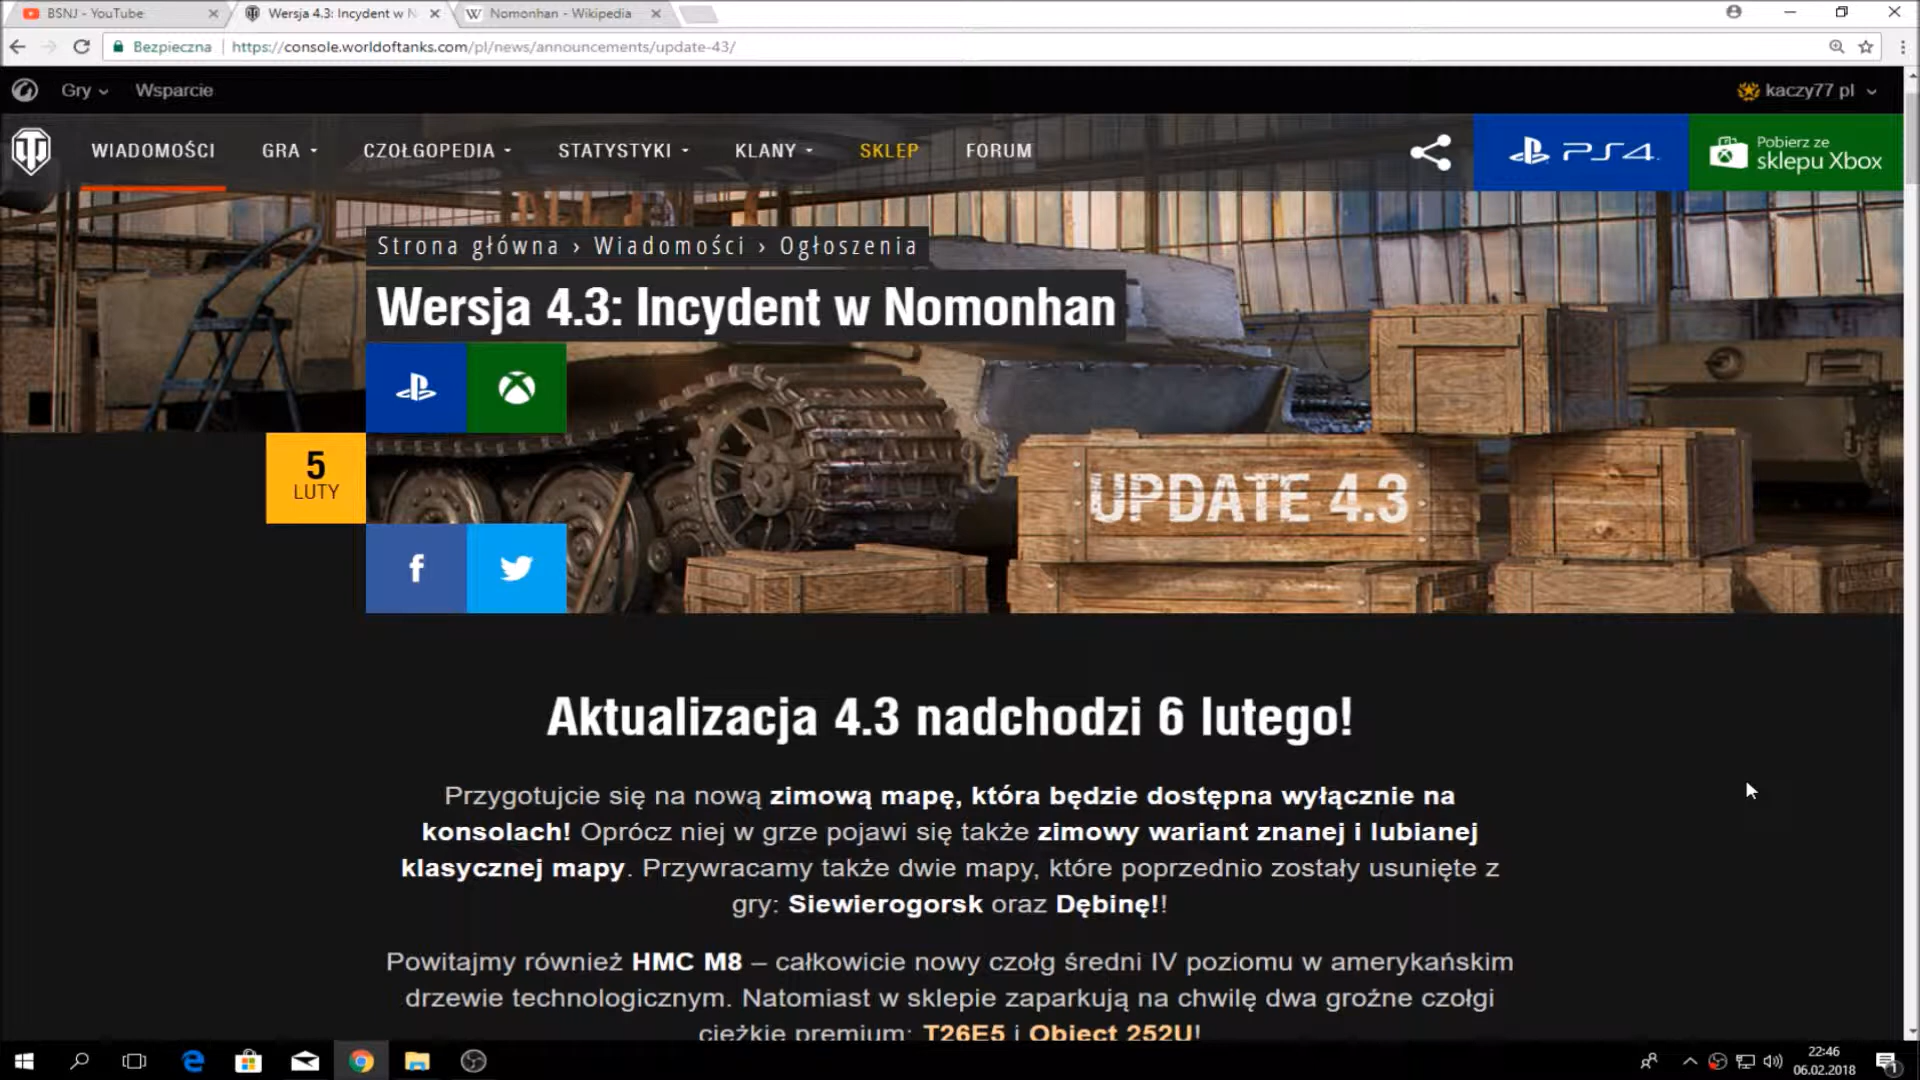 BSNJ - YouTube
Wersja 4.3: Incydent w N
Nomonhan - Wikipedia
Bezpieczna
https://console.worldoftanks.com/pl/news/announcements/update-43/
Gry
Wsparcie
kaczy77 pl
WIADOMOŚCI
GRA
CZOŁGOPEDIA
STATYSTYKI
KLANY
SKLEP
FORUM
PS4
Pobierz ze
sklepu Xbox
Strona główna › Wiadomości › Ogłoszenia
Wersja 4.3: Incydent w Nomonhan
5
LUTY
UPDATE 4.3
Aktualizacja 4.3 nadchodzi 6 lutego!
Przygotujcie się na nową zimową mapę, która będzie dostępna wyłącznie na
konsolach! Oprócz niej w grze pojawi się także zimowy wariant znanej i lubianej
klasycznej mapy. Przywracamy także dwie mapy, które poprzednio zostały usunięte z
gry: Siewierogorsk oraz Dębinę!!
Powitajmy również HMC M8 – całkowicie nowy czołg średni IV poziomu w amerykańskim
drzewie technologicznym. Natomiast w sklepie zaparkują na chwilę dwa groźne czołgi
ciężkie premium: T26E5 i Object 252U!
22:46
06.02.2018
1